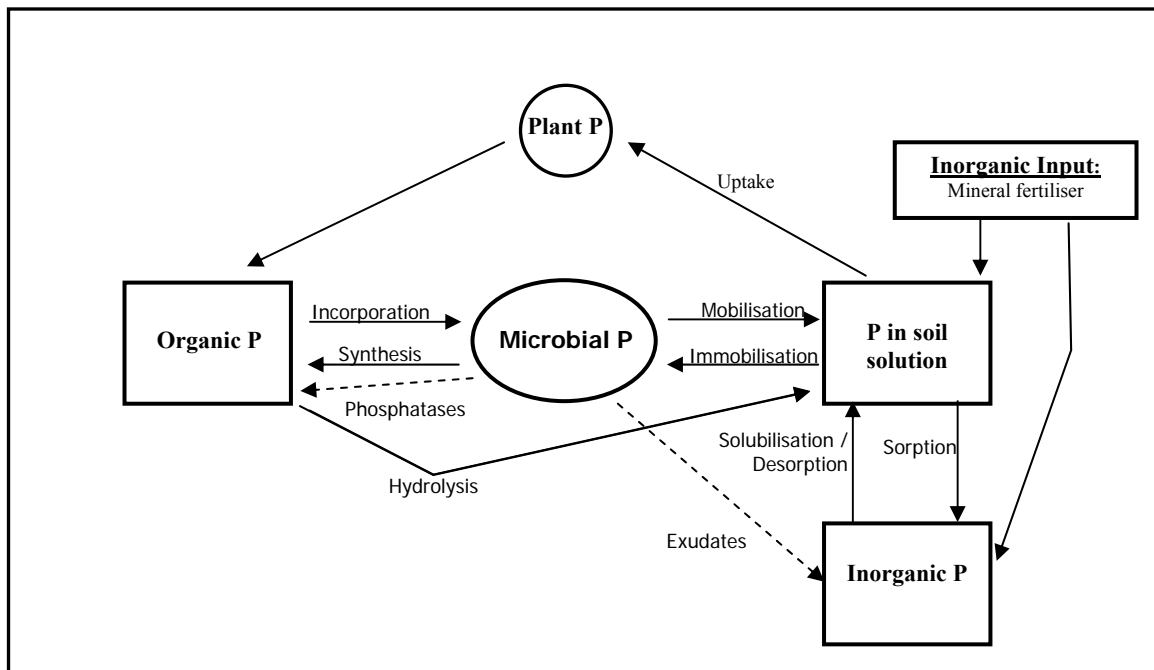 Plant P
Inorganic Input:
Mineral fertiliser
Uptake
Organic P
Incorporation
Synthesis
Phosphatases
Microbial P
Mobilisation
Immobilisation
P in soil
solution
Hydrolysis
Solubilisation /
Desorption
Sorption
Exudates
Inorganic P